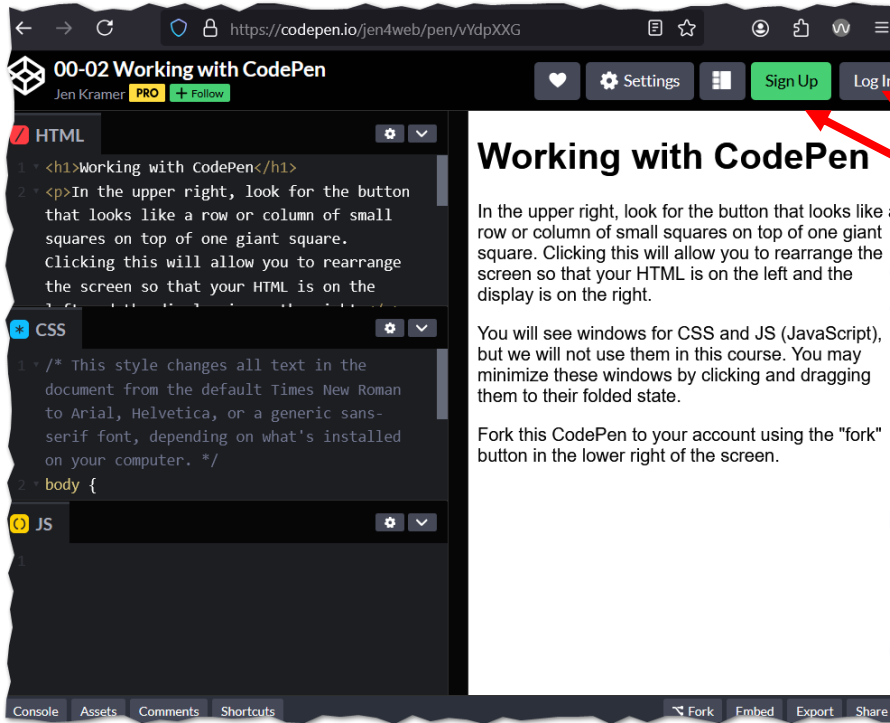 https://codepen.io/jen4web/pen/vYdpXXG
00-02 Working with CodePen
Jen Kramer PRO + Follow
Settings
Sign Up
Log In
HTML
1 <h1>Working with CodePen</h1>
2 <p>In the upper right, look for the button
that looks like a row or column of small
squares on top of one giant square.
Clicking this will allow you to rearrange
the screen so that your HTML is on the
CSS
1 /* This style changes all text in the
document from the default Times New Roman
to Arial, Helvetica, or a generic sans-
serif font, depending on what's installed
on your computer. */
2 body {
JS
1
Working with CodePen
In the upper right, look for the button that looks like a
row or column of small squares on top of one giant
square. Clicking this will allow you to rearrange the
screen so that your HTML is on the left and the
display is on the right.
You will see windows for CSS and JS (JavaScript),
but we will not use them in this course. You may
minimize these windows by clicking and dragging
them to their folded state.
Fork this CodePen to your account using the "fork"
button in the lower right of the screen.
Console Assets Comments Shortcuts
Fork Embed Export Share